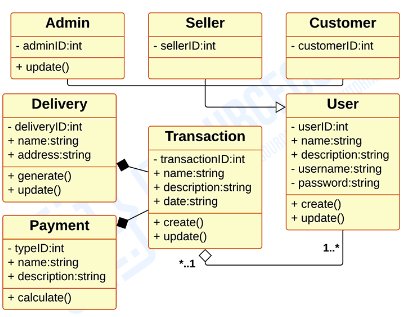 Admin
- adminID:int
+ update()
Seller
- sellerID:int
Customer
- customerID:int
Delivery
- deliveryID:int
+ name:string
+ address:string
+ generate()
+ update()
Transaction
- transactionID:int
+ name:string
+ description:string
+ date:string
+ create()
+ update()
User
- userID:int
+ name:string
+ description:string
- username:string
- password:string
+ create()
+ update()
Payment
- typeID:int
+ name:string
+ description:string
+ calculate()
1..*
*..1